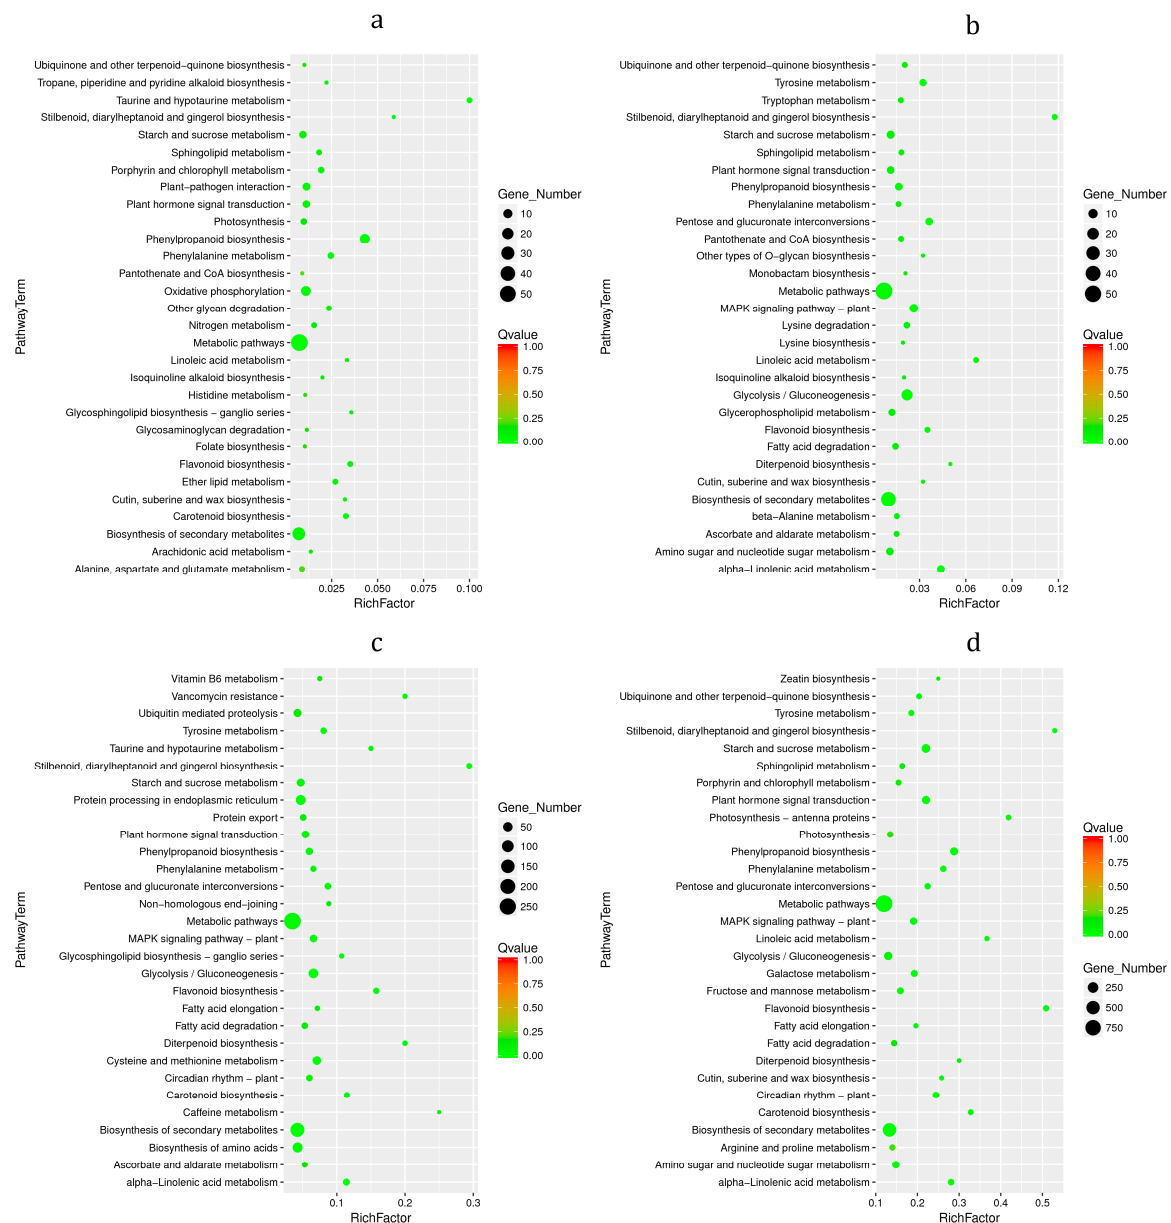 a
Ubiquinone and other terpenoid−quinone biosynthesis
Tropane, piperidine and pyridine alkaloid biosynthesis
Taurine and hypotaurine metabolism
Stilbenoid, diarylheptanoid and gingerol biosynthesis
Starch and sucrose metabolism
Sphingolipid metabolism
Porphyrin and chlorophyll metabolism
Plant−pathogen interaction
Plant hormone signal transduction
Photosynthesis
Phenylpropanoid biosynthesis
Phenylalanine metabolism
Pantothenate and CoA biosynthesis
Oxidative phosphorylation
Other glycan degradation
Nitrogen metabolism
Metabolic pathways
Linoleic acid metabolism
Isoquinoline alkaloid biosynthesis
Histidine metabolism
Glycosphingolipid biosynthesis − ganglio series
Glycosaminoglycan degradation
Folate biosynthesis
Flavonoid biosynthesis
Ether lipid metabolism
Cutin, suberine and wax biosynthesis
Carotenoid biosynthesis
Biosynthesis of secondary metabolites
Arachidonic acid metabolism
Alanine, aspartate and glutamate metabolism
PathwayTerm
0.025 0.050 0.075 0.100
RichFactor
Gene_Number
10
20
30
40
50
Qvalue
1.00
0.75
0.50
0.25
0.00
b
Ubiquinone and other terpenoid−quinone biosynthesis
Tyrosine metabolism
Tryptophan metabolism
Stilbenoid, diarylheptanoid and gingerol biosynthesis
Starch and sucrose metabolism
Sphingolipid metabolism
Plant hormone signal transduction
Phenylpropanoid biosynthesis
Phenylalanine metabolism
Pentose and glucuronate interconversions
Pantothenate and CoA biosynthesis
Other types of O−glycan biosynthesis
Monobactam biosynthesis
Metabolic pathways
MAPK signaling pathway − plant
Lysine degradation
Lysine biosynthesis
Linoleic acid metabolism
Isoquinoline alkaloid biosynthesis
Glycolysis / Gluconeogenesis
Glycerophospholipid metabolism
Flavonoid biosynthesis
Fatty acid degradation
Diterpenoid biosynthesis
Cutin, suberine and wax biosynthesis
Biosynthesis of secondary metabolites
beta−Alanine metabolism
Ascorbate and aldarate metabolism
Amino sugar and nucleotide sugar metabolism
alpha−Linolenic acid metabolism
PathwayTerm
0.03 0.06 0.09 0.12
RichFactor
Gene_Number
10
20
30
40
50
Qvalue
1.00
0.75
0.50
0.25
0.00
c
Vitamin B6 metabolism
Vancomycin resistance
Ubiquitin mediated proteolysis
Tyrosine metabolism
Taurine and hypotaurine metabolism
Stilbenoid, diarylheptanoid and gingerol biosynthesis
Starch and sucrose metabolism
Protein processing in endoplasmic reticulum
Protein export
Plant hormone signal transduction
Phenylpropanoid biosynthesis
Phenylalanine metabolism
Pentose and glucuronate interconversions
Non−homologous end−joining
Metabolic pathways
MAPK signaling pathway − plant
Glycosphingolipid biosynthesis − ganglio series
Glycolysis / Gluconeogenesis
Flavonoid biosynthesis
Fatty acid elongation
Fatty acid degradation
Diterpenoid biosynthesis
Cysteine and methionine metabolism
Circadian rhythm − plant
Carotenoid biosynthesis
Caffeine metabolism
Biosynthesis of secondary metabolites
Biosynthesis of amino acids
Ascorbate and aldarate metabolism
alpha−Linolenic acid metabolism
PathwayTerm
0.1 0.2 0.3
RichFactor
Gene_Number
50
100
150
200
250
Qvalue
1.00
0.75
0.50
0.25
0.00
d
Zeatin biosynthesis
Ubiquinone and other terpenoid−quinone biosynthesis
Tyrosine metabolism
Stilbenoid, diarylheptanoid and gingerol biosynthesis
Starch and sucrose metabolism
Sphingolipid metabolism
Porphyrin and chlorophyll metabolism
Plant hormone signal transduction
Photosynthesis − antenna proteins
Photosynthesis
Phenylpropanoid biosynthesis
Phenylalanine metabolism
Pentose and glucuronate interconversions
Metabolic pathways
MAPK signaling pathway − plant
Linoleic acid metabolism
Glycolysis / Gluconeogenesis
Galactose metabolism
Fructose and mannose metabolism
Flavonoid biosynthesis
Fatty acid elongation
Fatty acid degradation
Diterpenoid biosynthesis
Cutin, suberine and wax biosynthesis
Circadian rhythm − plant
Carotenoid biosynthesis
Biosynthesis of secondary metabolites
Arginine and proline metabolism
Amino sugar and nucleotide sugar metabolism
alpha−Linolenic acid metabolism
PathwayTerm
0.1 0.2 0.3 0.4 0.5
RichFactor
Qvalue
1.00
0.75
0.50
0.25
0.00
Gene_Number
250
500
750